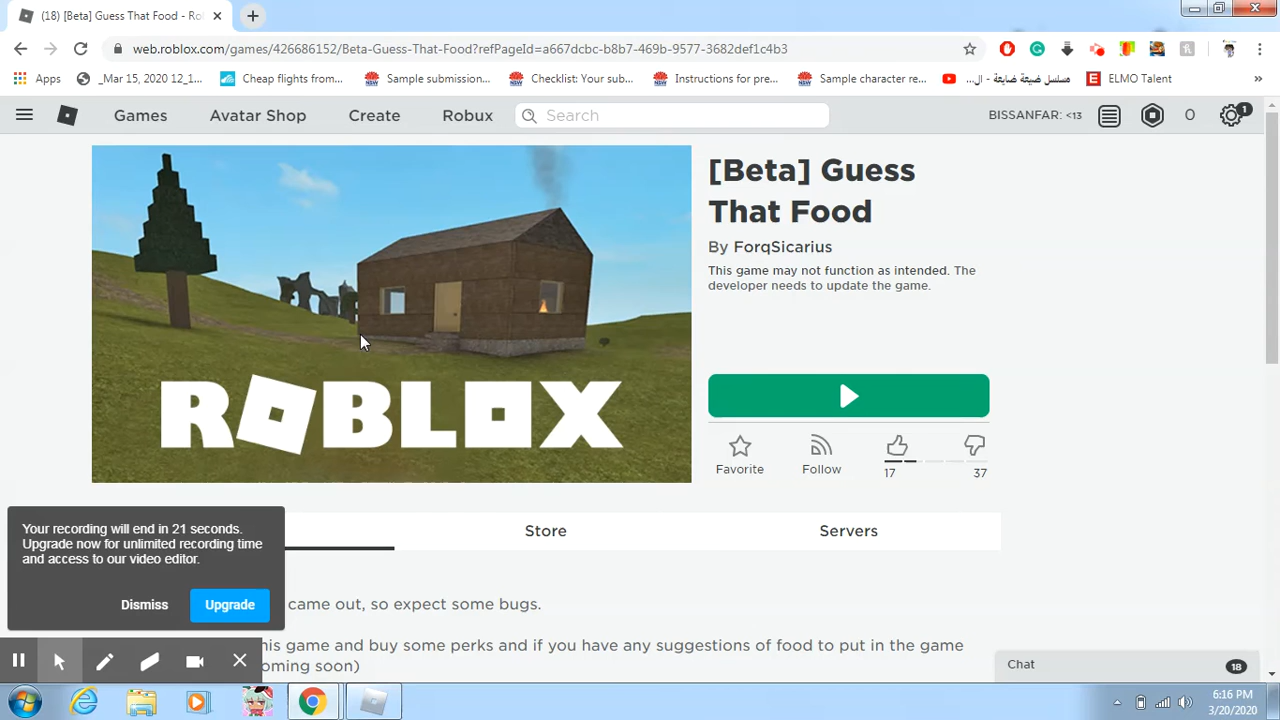 (18) [Beta] Guess That Food - Ro
web.roblox.com/games/426686152/Beta-Guess-That-Food?refPageId=a667dcbc-b8b7-469b-9577-3682def1c4b3
Apps
_Mar 15, 2020 12_1...
Cheap flights from...
Sample submission...
Checklist: Your sub...
Instructions for pre...
Sample character re...
مسلسل ضيعة ضايعة - ال...
ELMO Talent
»
Games
Avatar Shop
Create
Robux
Search
BISSANFAR: <13
0
1
[Beta] Guess
That Food
By ForqSicarius
This game may not function as intended. The
developer needs to update the game.
ROBLOX
Favorite
Follow
17
37
Store
Servers
Your recording will end in 21 seconds.
Upgrade now for unlimited recording time
and access to our video editor.
Dismiss
Upgrade
came out, so expect some bugs.
his game and buy some perks and if you have any suggestions of food to put in the game
oming soon)
Chat
18
6:16 PM
3/20/2020